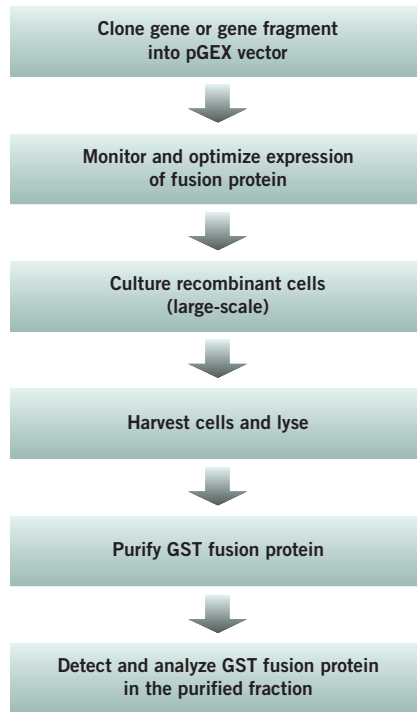 Clone gene or gene fragment
into pGEX vector
Monitor and optimize expression
of fusion protein
Culture recombinant cells
(large-scale)
Harvest cells and lyse
Purify GST fusion protein
Detect and analyze GST fusion protein
in the purified fraction